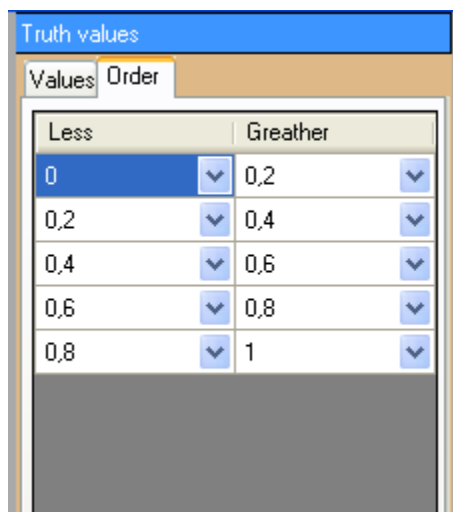 Truth values
Values Order
Less Greather
0 0,2
0,2 0,4
0,4 0,6
0,6 0,8
0,8 1